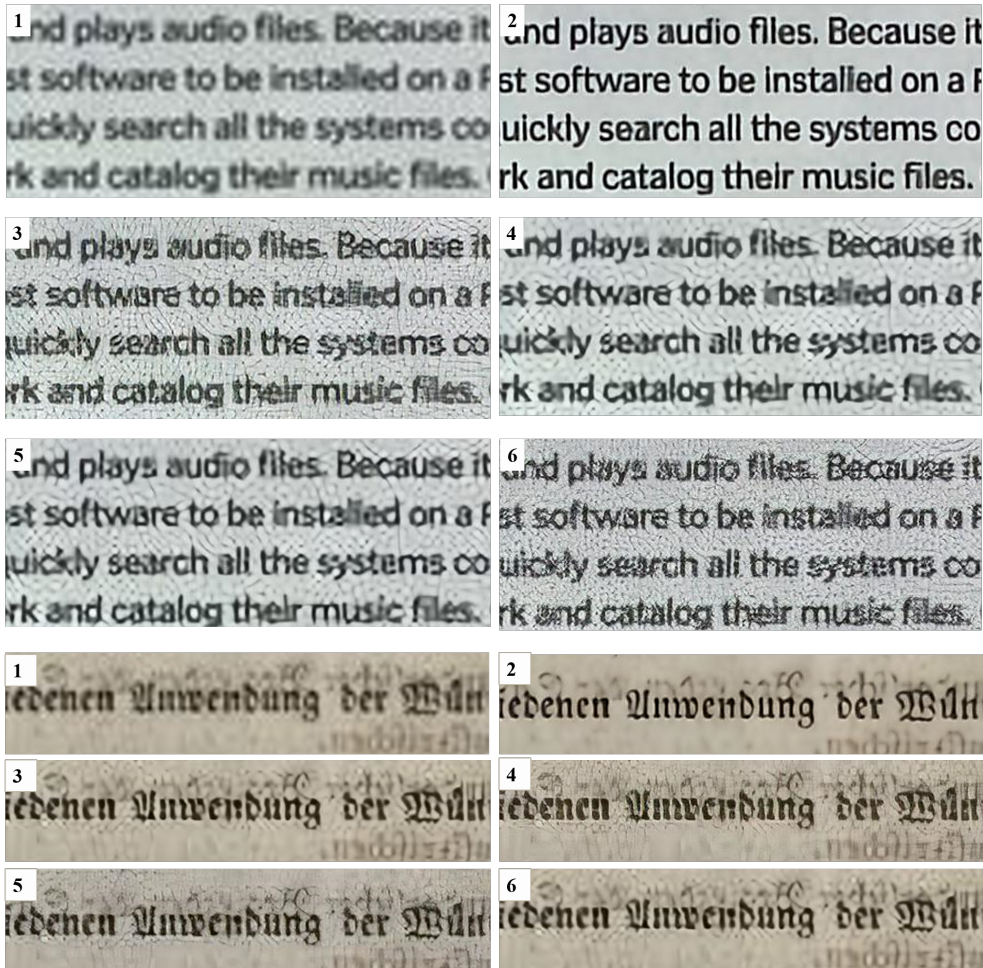 1
and plays audio files. Because it
st software to be installed on a
uickly search all the systems co
rk and catalog their music files.
2
and plays audio files. Because it
st software to be installed on a
uickly search all the systems co
rk and catalog their music files.
3
and plays audio files. Because it
st software to be installed on a
quickly search all the systems co
rk and catalog their music files.
4
and plays audio files. Because it
st software to be installed on a
uickly search all the systems co
rk and catalog their music files.
5
and plays audio files. Because it
st software to be installed on a
quickly search all the systems co
rk and catalog their music files.
6
and plays audio files. Because it
st software to be installed on a
uickly search all the systems co
rk and catalog their music files.
1
iedenen Anwendung der
2
iedenen Anwendung der
3
iedenen Anwendung der
4
iedenen Anwendung der
5
iedenen Anwendung der
6
iedenen Anwendung der